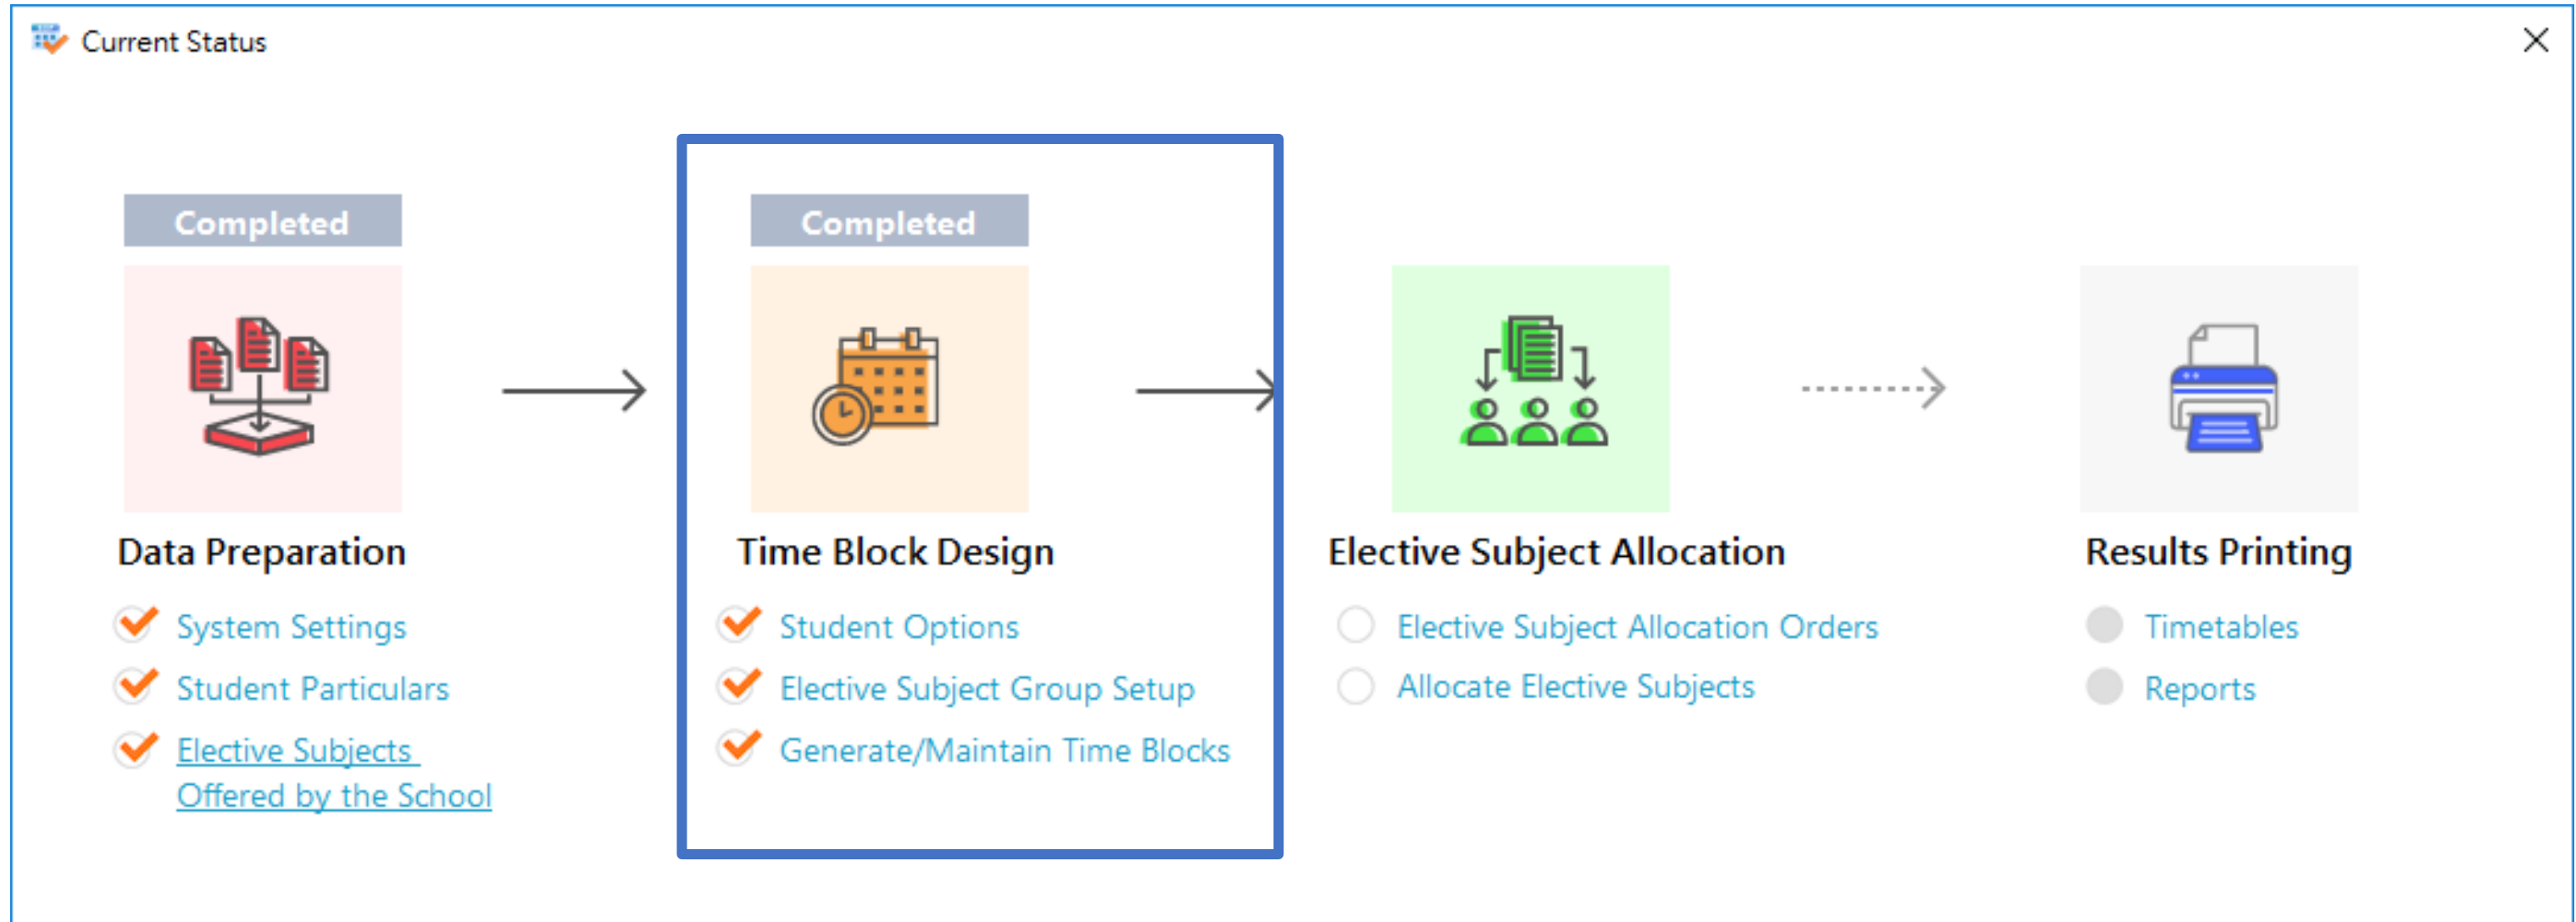 Current Status
Completed
Data Preparation
System Settings
Student Particulars
Elective Subjects
Offered by the School
Completed
Time Block Design
Student Options
Elective Subject Group Setup
Generate/Maintain Time Blocks
Elective Subject Allocation
Elective Subject Allocation Orders
Allocate Elective Subjects
Results Printing
Timetables
Reports